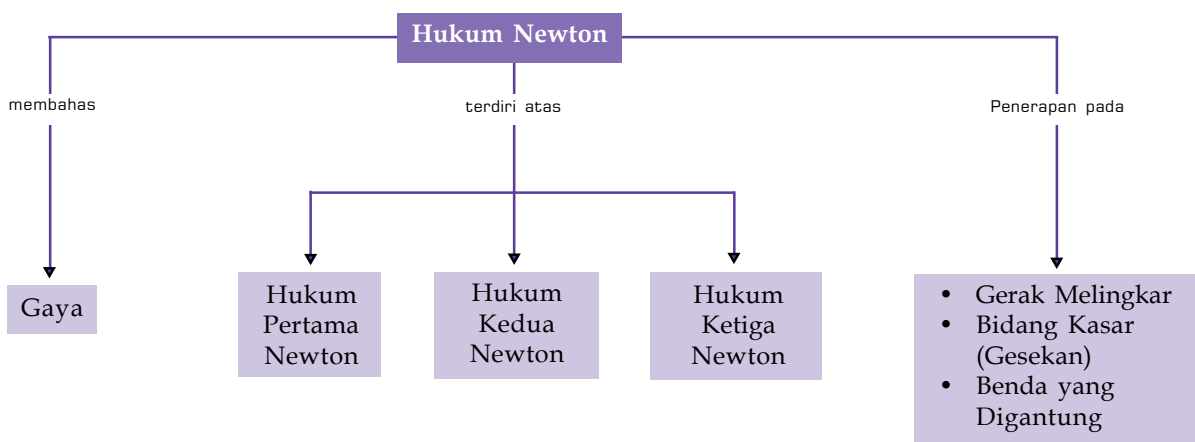 Hukum Newton
membahas
terdiri atas
Penerapan pada
Gaya
Hukum
Pertama
Newton
Hukum
Kedua
Newton
Hukum
Ketiga
Newton
• Gerak Melingkar
• Bidang Kasar
(Gesekan)
• Benda yang
Digantung